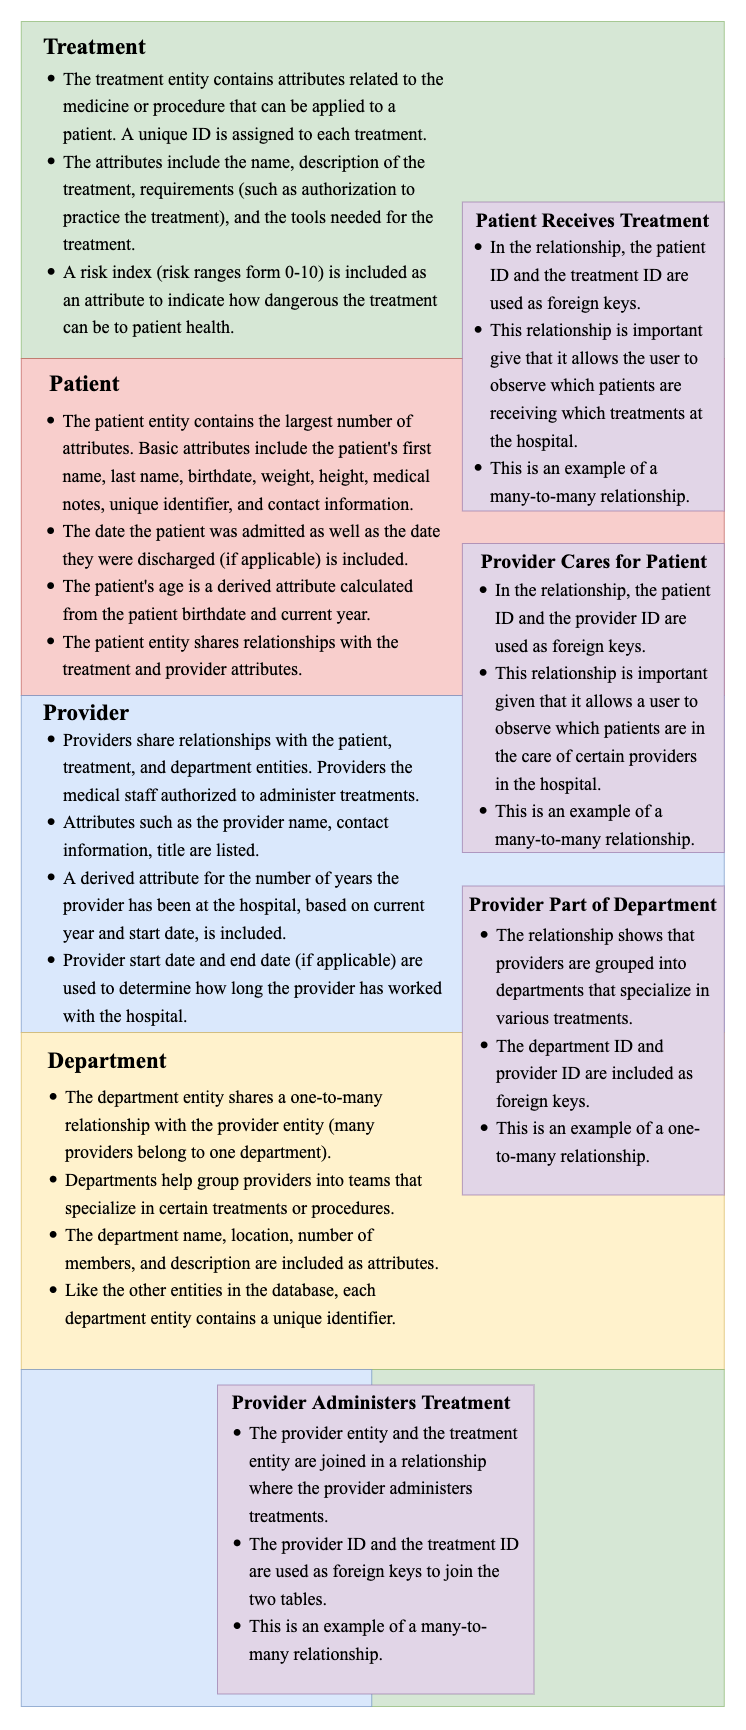 Treatment
• The treatment entity contains attributes related to the
medicine or procedure that can be applied to a
patient. A unique ID is assigned to each treatment.
• The attributes include the name, description of the
treatment, requirements (such as authorization to
practice the treatment), and the tools needed for the
treatment.
• A risk index (risk ranges form 0-10) is included as
an attribute to indicate how dangerous the treatment
can be to patient health.
Patient Receives Treatment
• In the relationship, the patient
ID and the treatment ID are
used as foreign keys.
• This relationship is important
give that it allows the user to
observe which patients are
receiving which treatments at
the hospital.
• This is an example of a
many-to-many relationship.
Patient
• The patient entity contains the largest number of
attributes. Basic attributes include the patient's first
name, last name, birthdate, weight, height, medical
notes, unique identifier, and contact information.
• The date the patient was admitted as well as the date
they were discharged (if applicable) is included.
• The patient's age is a derived attribute calculated
from the patient birthdate and current year.
• The patient entity shares relationships with the
treatment and provider attributes.
Provider Cares for Patient
• In the relationship, the patient
ID and the provider ID are
used as foreign keys.
• This relationship is important
given that it allows a user to
observe which patients are in
the care of certain providers
in the hospital.
• This is an example of a
many-to-many relationship.
Provider
• Providers share relationships with the patient,
treatment, and department entities. Providers the
medical staff authorized to administer treatments.
• Attributes such as the provider name, contact
information, title are listed.
• A derived attribute for the number of years the
provider has been at the hospital, based on current
year and start date, is included.
• Provider start date and end date (if applicable) are
used to determine how long the provider has worked
with the hospital.
Provider Part of Department
• The relationship shows that
providers are grouped into
departments that specialize in
various treatments.
• The department ID and
provider ID are included as
foreign keys.
• This is an example of a one-
to-many relationship.
Department
• The department entity shares a one-to-many
relationship with the provider entity (many
providers belong to one department).
• Departments help group providers into teams that
specialize in certain treatments or procedures.
• The department name, location, number of
members, and description are included as attributes.
• Like the other entities in the database, each
department entity contains a unique identifier.
Provider Administers Treatment
• The provider entity and the treatment
entity are joined in a relationship
where the provider administers
treatments.
• The provider ID and the treatment ID
are used as foreign keys to join the
two tables.
• This is an example of a many-to-
many relationship.